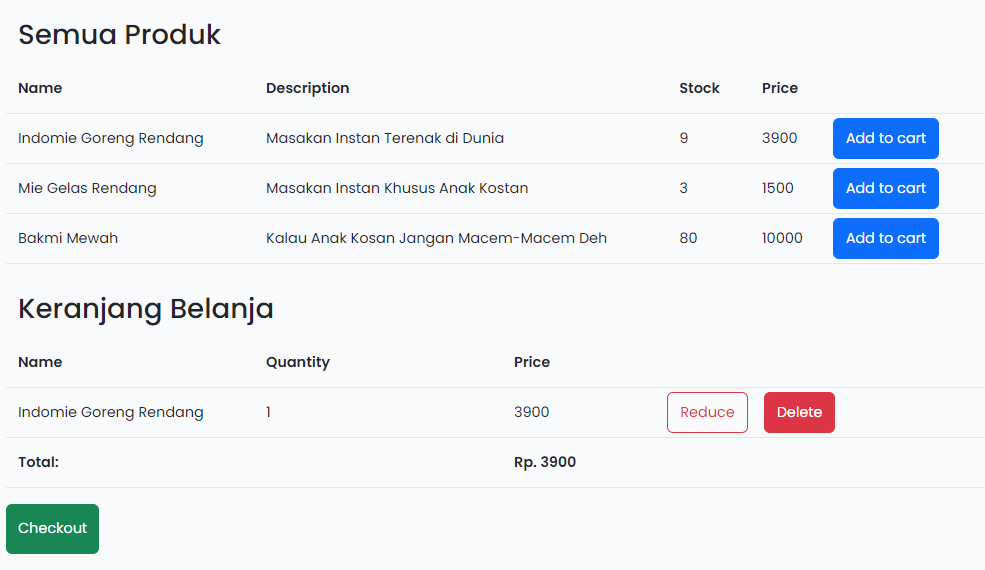 Semua Produk
Name Description Stock Price
Indomie Goreng Rendang Masakan Instan Terenak di Dunia 9 3900 Add to cart
Mie Gelas Rendang Masakan Instan Khusus Anak Kostan 3 1500 Add to cart
Bakmi Mewah Kalau Anak Kosan Jangan Macem-Macem Deh 80 10000 Add to cart
Keranjang Belanja
Name Quantity Price
Indomie Goreng Rendang 1 3900 Reduce Delete
Total: Rp. 3900
Checkout